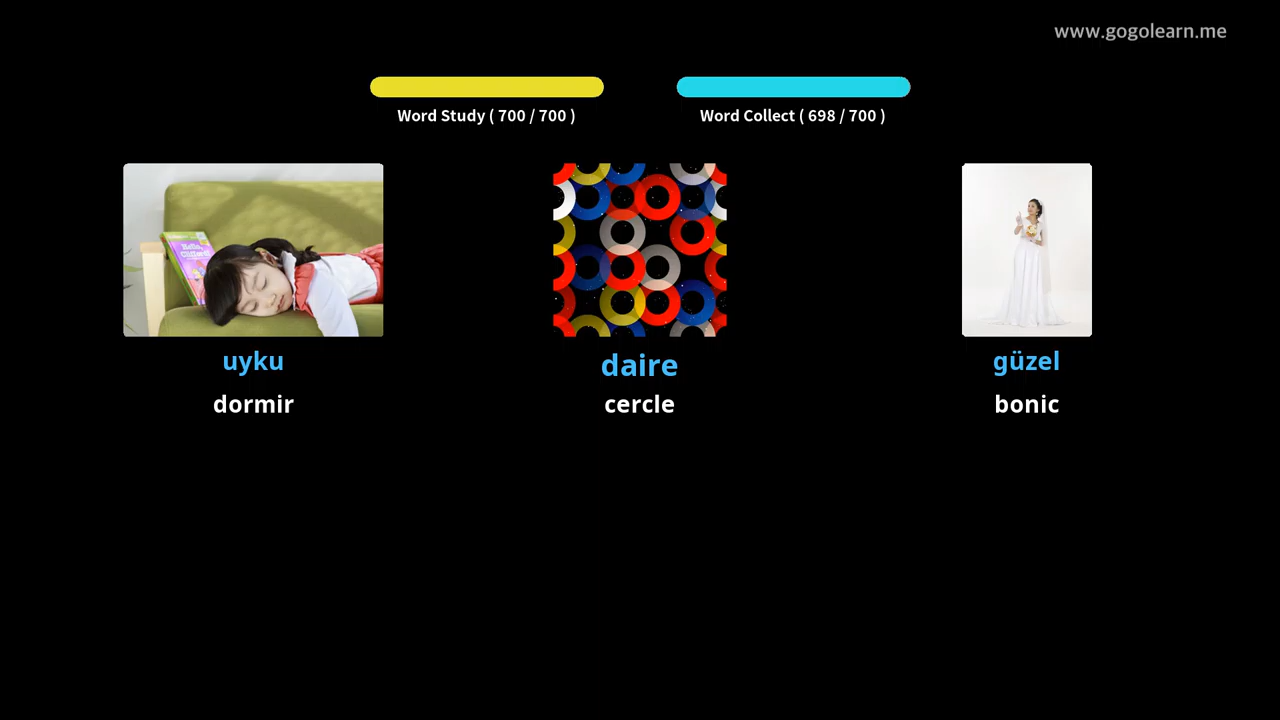 www.gogolearn.me
Word Study ( 700 / 700 )
Word Collect ( 698 / 700 )
uyku
daire
güzel
dormir
cercle
bonic